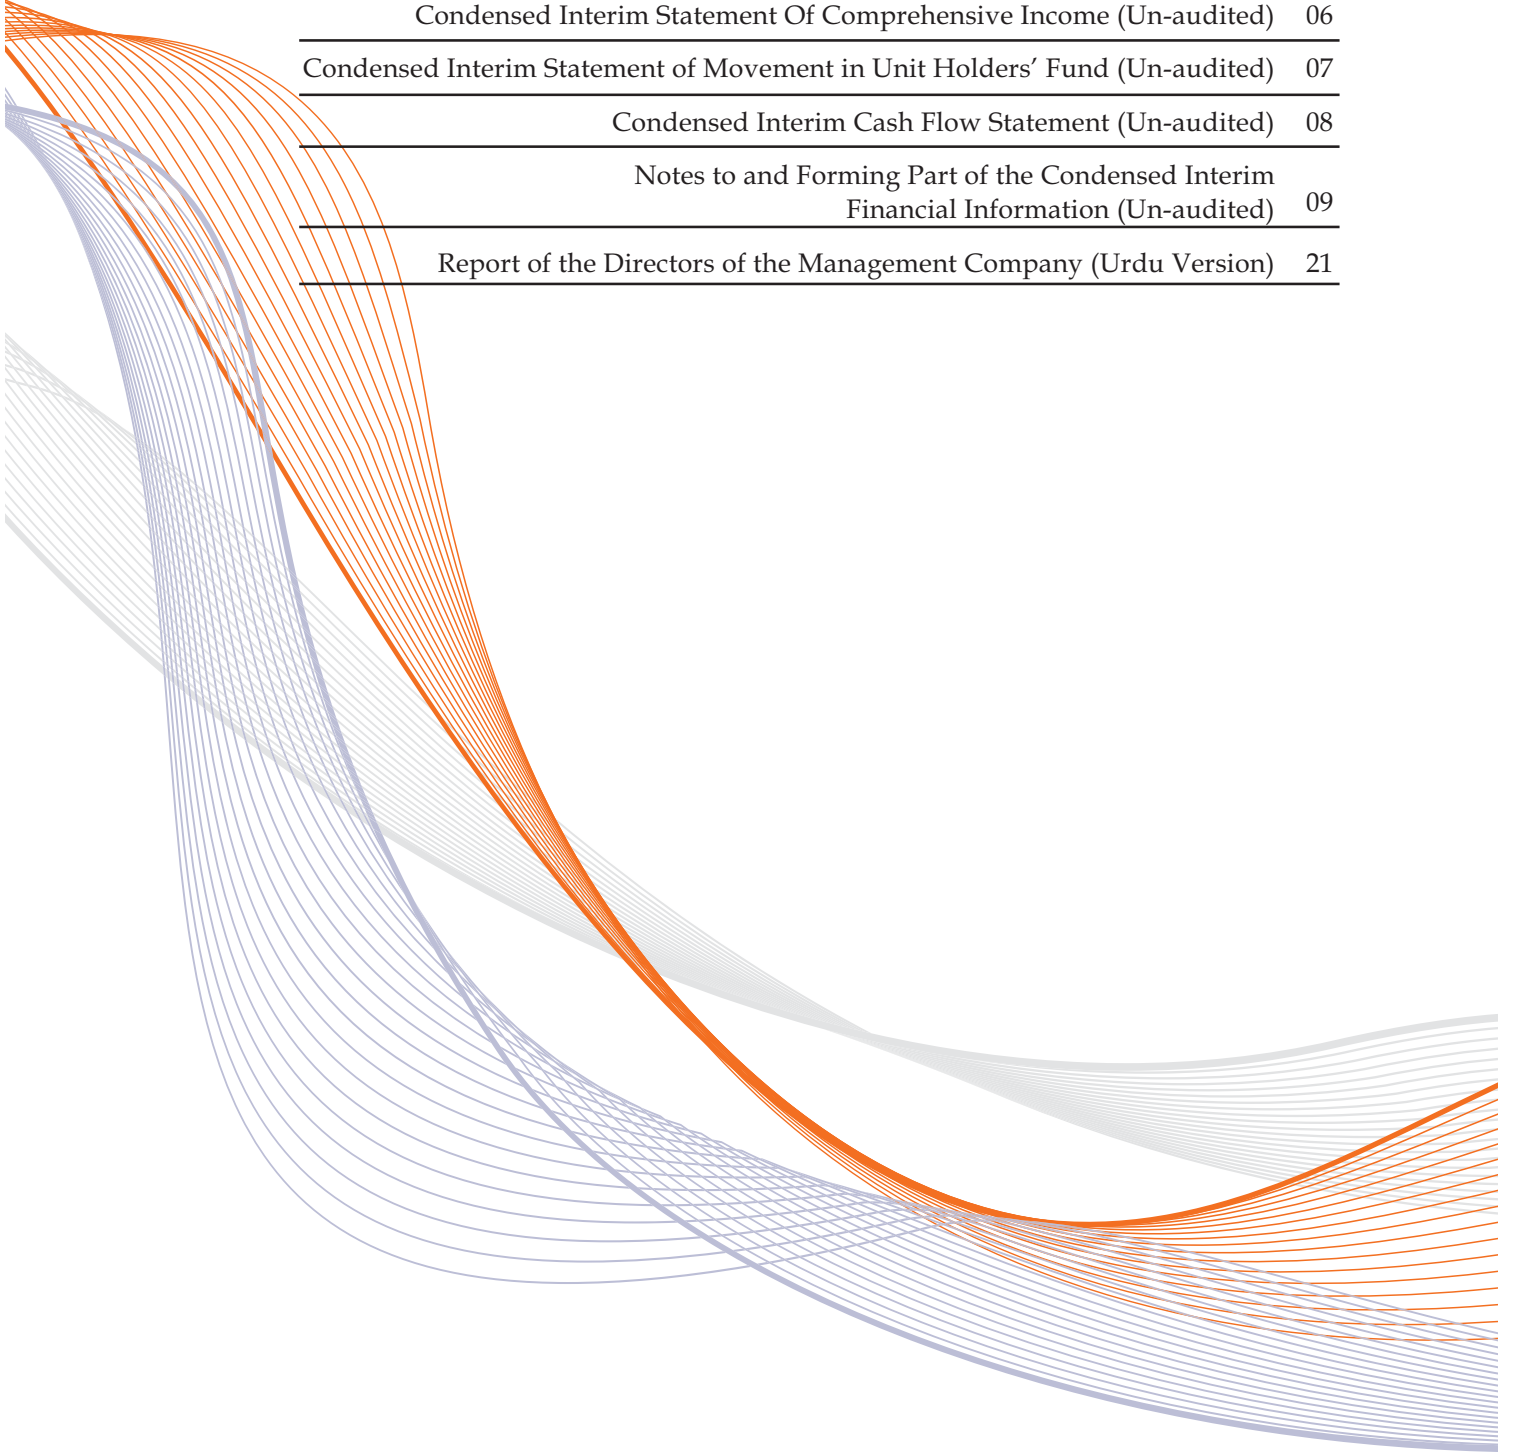 Condensed Interim Statement Of Comprehensive Income (Un-audited) 06
Condensed Interim Statement of Movement in Unit Holders’ Fund (Un-audited) 07
Condensed Interim Cash Flow Statement (Un-audited) 08
Notes to and Forming Part of the Condensed Interim
Financial Information (Un-audited) 09
Report of the Directors of the Management Company (Urdu Version) 21